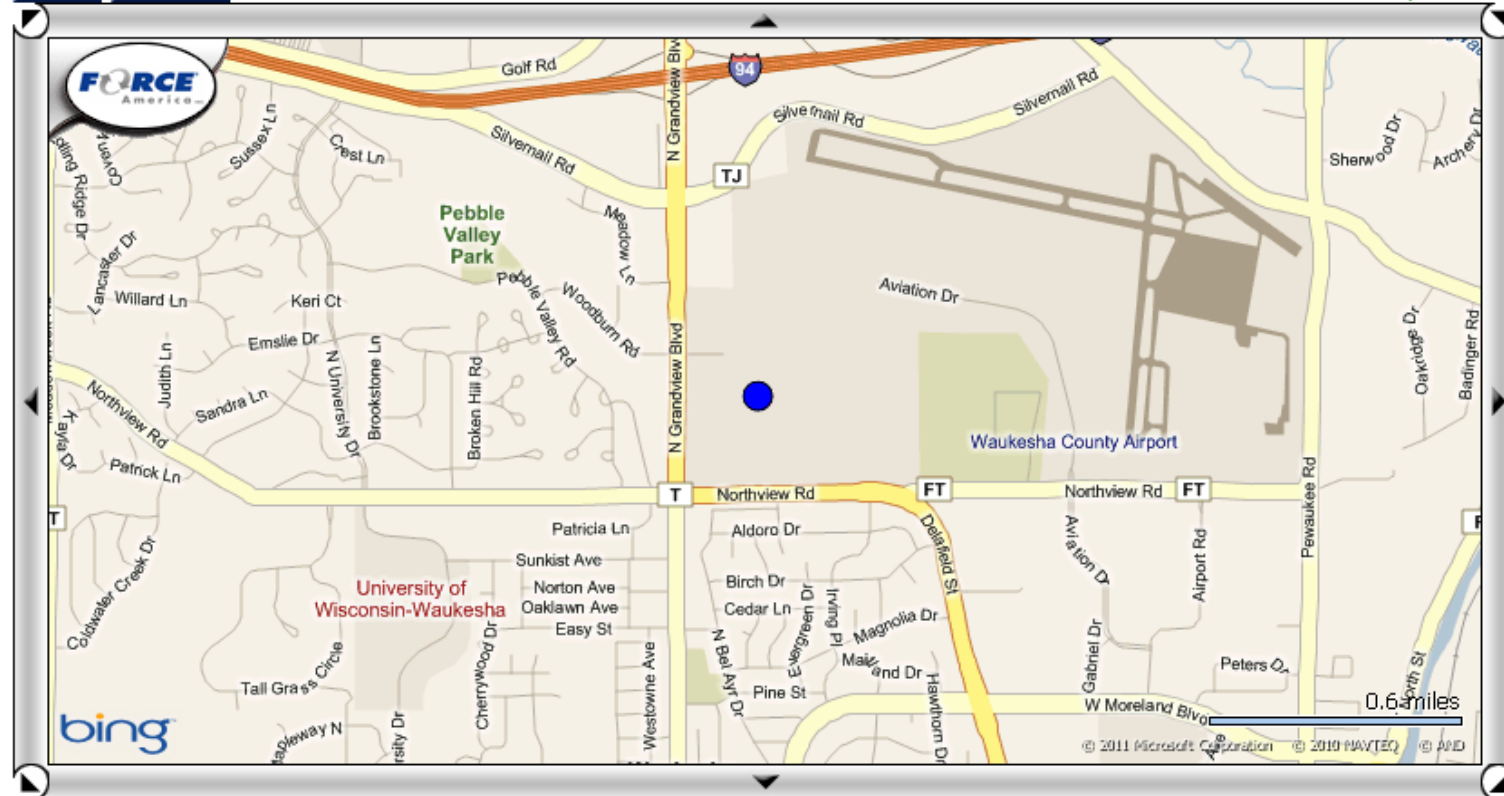 FORCE
America
Golf Rd
94
N Grandview Blv
Silvernail Rd
Silvernail Rd
Silvernail Rd
TJ
Sussex Ln
Crest Ln
Sherwood Dr
Archery Dr
Pebble
Valley
Park
Meadow Ln
Lancaster Dr
Willard Ln
Keri Ct
Pebble Valley Rd
Woodburn Rd
Aviation Dr
Emslie Dr
Judith Ln
N University Dr
Brookstone Ln
Broken Hill Rd
N Grandview Blvd
Oakridge Dr
Badinger Rd
Sandra Ln
Northview Rd
Kayla Dr
Patrick Ln
Waukesha County Airport
T
T
Northview Rd
FT
Northview Rd
FT
Pewaukee Rd
Patricia Ln
Aldoro Dr
Delafield St
Aviation D
Airport Rd
Sunkist Ave
Coldwater Creek Dr
University of
Wisconsin-Waukesha
Norton Ave
Oaklawn Ave
Easy St
Birch Dr
Cedar Ln
Evergreen Dr
Irving Pl
Magnolia Dr
Gabriel Dr
Cherrywood Dr
Westowne Ave
N Bel Ayr Dr
Peters Dr
Tall Grass Circle
Pine St
Hawthorn Dr
W Moreland Blvd
North St
0.6 miles
Mapleway N
rsity Dr
bing
© 2011 Microsoft Corporation © 2010 NAVTEQ © AND